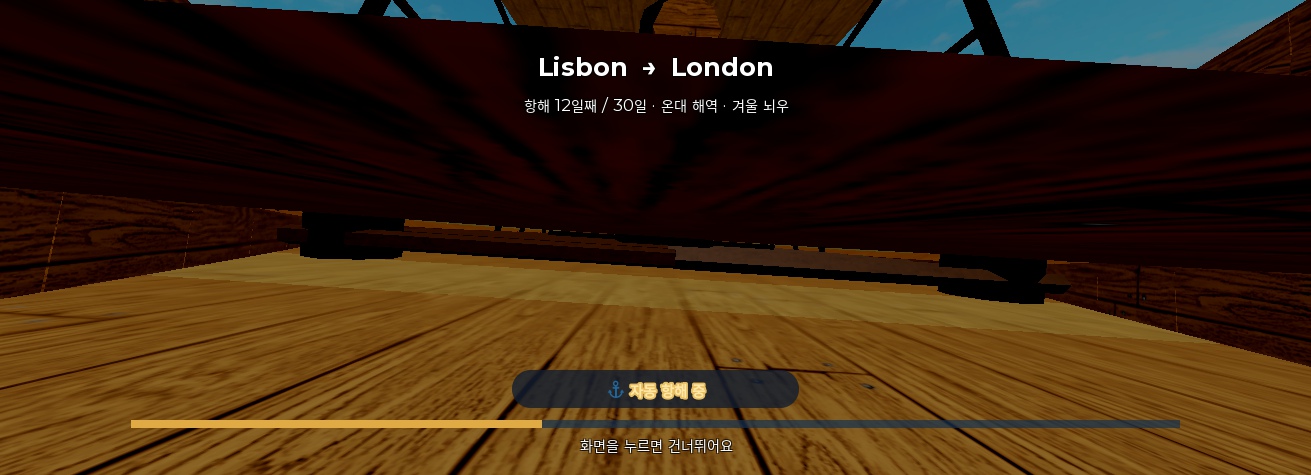 Lisbon → London
항해 12일째 / 30일 · 온대 해역 · 겨울 뇌우
⚓ 자동 항해 중
화면을 누르면 건너뛰어요